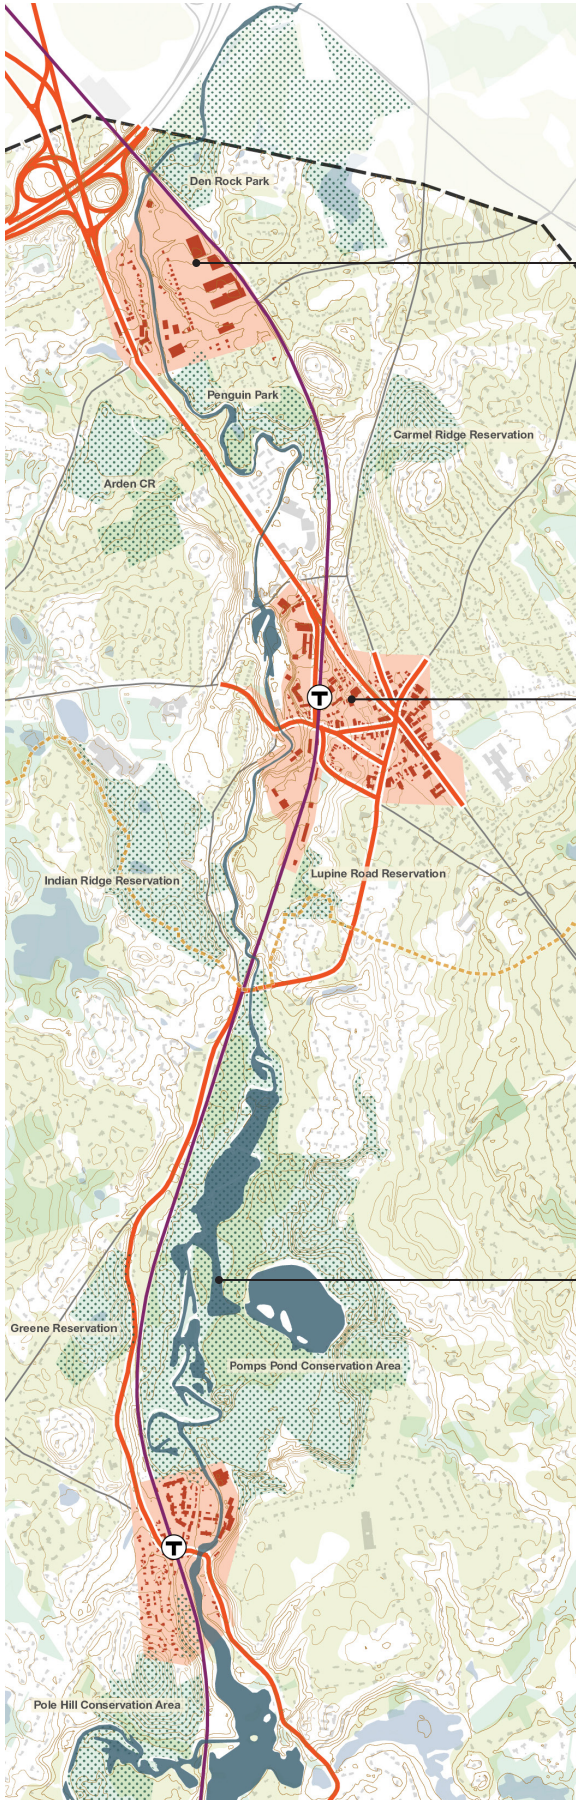 Den Rock Park
Penguin Park
Carmel Ridge Reservation
Arden CR
T
Lupine Road Reservation
Indian Ridge Reservation
Greene Reservation
Pomps Pond Conservation Area
T
Pole Hill Conservation Area